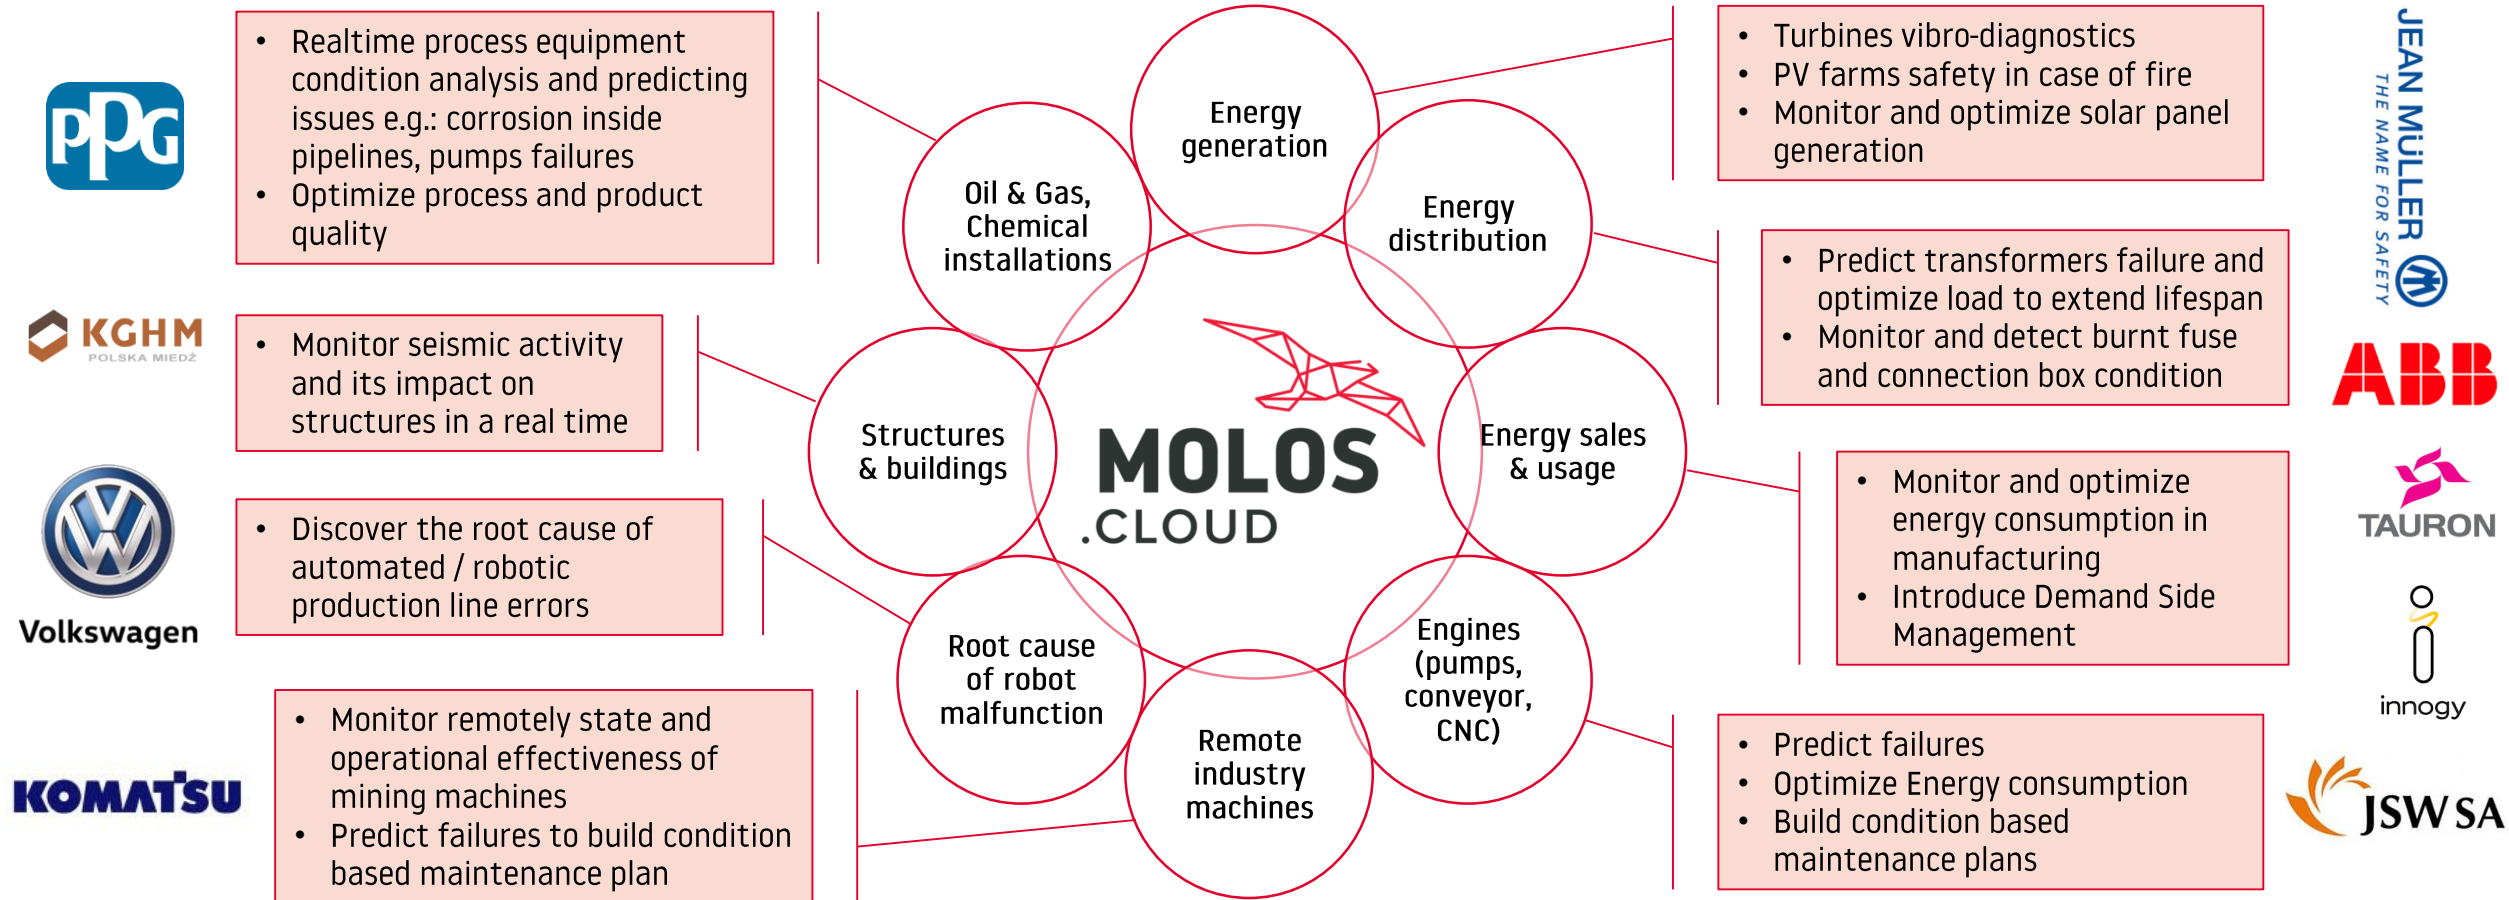 PPG
• Realtime process equipment
condition analysis and predicting
issues e.g.: corrosion inside
pipelines, pumps failures
• Optimize process and product
quality
KGHM
POLSKA MIEDŹ
• Monitor seismic activity
and its impact on
structures in a real time
Volkswagen
• Discover the root cause of
automated / robotic
production line errors
KOMATSU
• Monitor remotely state and
operational effectiveness of
mining machines
• Predict failures to build condition
based maintenance plan
Energy
generation
Oil & Gas,
Chemical
installations
Energy
distribution
Structures
& buildings
MOLOS
.CLOUD
Energy sales
& usage
Root cause
of robot
malfunction
Engines
(pumps,
conveyor,
CNC)
Remote
industry
machines
• Turbines vibro-diagnostics
• PV farms safety in case of fire
• Monitor and optimize solar panel
generation
• Predict transformers failure and
optimize load to extend lifespan
• Monitor and detect burnt fuse
and connection box condition
• Monitor and optimize
energy consumption in
manufacturing
• Introduce Demand Side
Management
• Predict failures
• Optimize Energy consumption
• Build condition based
maintenance plans
JEAN MÜLLER
THE NAME FOR SAFETY
ABB
TAURON
innogy
JSW SA